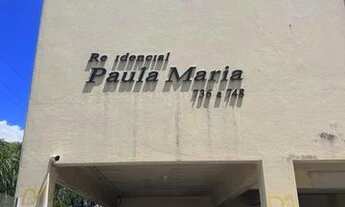 Re idencial
Paula Maria
736 a 748